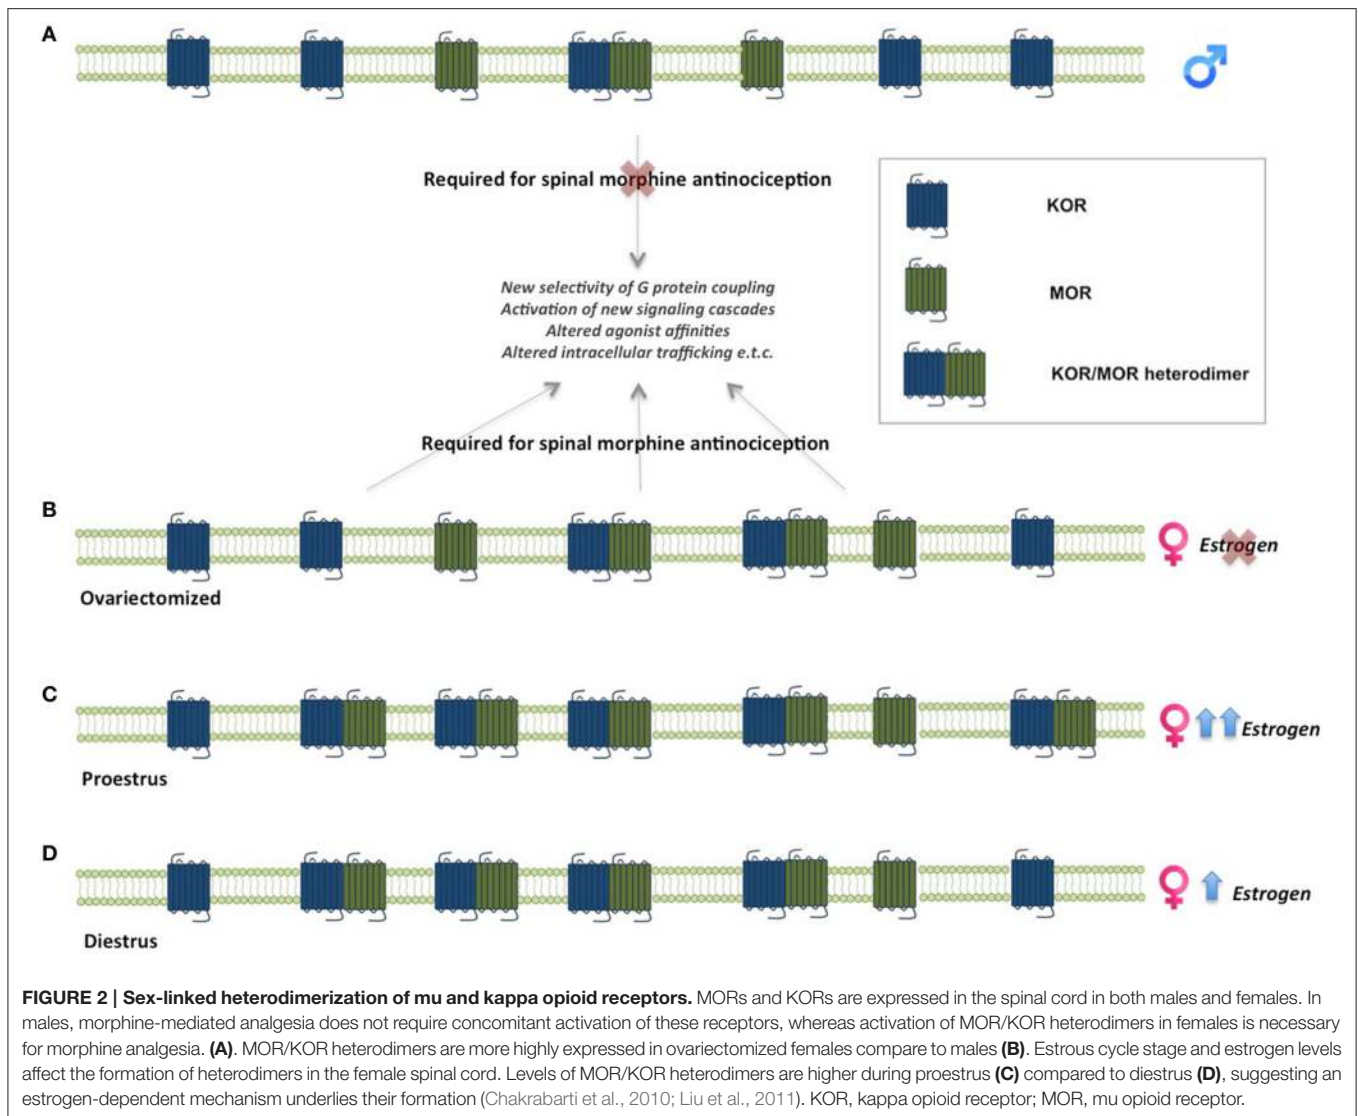 A
Required for spinal morphine antinociception
New selectivity of G protein coupling
Activation of new signaling cascades
Altered agonist affinities
Altered intracellular trafficking e.t.c.
KOR
MOR
KOR/MOR heterodimer
Required for spinal morphine antinociception
B
Estrogen
Ovariectomized
C
Estrogen
Proestrus
D
Estrogen
Diestrus
FIGURE 2 | Sex-linked heterodimerization of mu and kappa opioid receptors. MORs and KORs are expressed in the spinal cord in both males and females. In
males, morphine-mediated analgesia does not require concomitant activation of these receptors, whereas activation of MOR/KOR heterodimers in females is necessary
for morphine analgesia. (A). MOR/KOR heterodimers are more highly expressed in ovariectomized females compare to males (B). Estrous cycle stage and estrogen levels
affect the formation of heterodimers in the female spinal cord. Levels of MOR/KOR heterodimers are higher during proestrus (C) compared to diestrus (D), suggesting an
estrogen-dependent mechanism underlies their formation (Chakrabarti et al., 2010; Liu et al., 2011). KOR, kappa opioid receptor; MOR, mu opioid receptor.